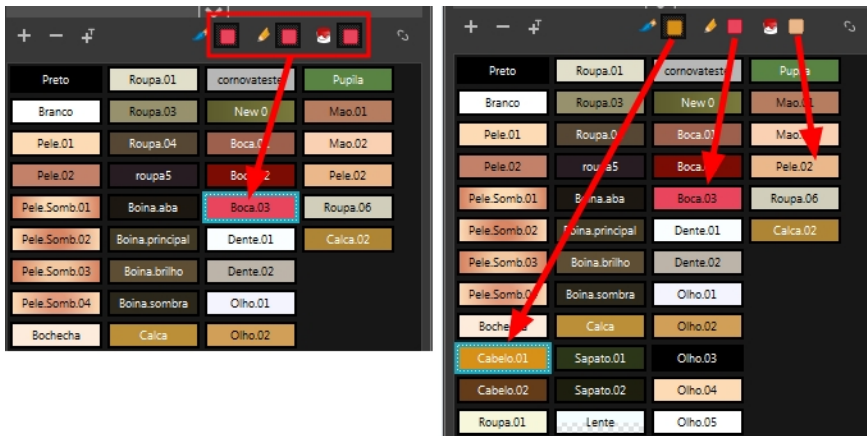 Preto Roupa.01 cornovateste Pupila
Branco Roupa.03 New 0 Mao.01
Pele.01 Roupa.04 Mao.02
Pele.02 roupa5 Pele.02
Pele.Somb.01 Boina.aba Boca.03 Roupa.06
Pele.Somb.02 Boina.principal Dente.01 Calca.02
Pele.Somb.03 Boina.brilho Dente.02
Pele.Somb.04 Boina.sombra Olho.01
Bochecha Calca Olho.02
Preto Roupa.01 cornovateste Pupila
Branco Roupa.03 New 0
Pele.01
Pele.02 roupa5 Pele.02
Pele.Somb.01 Boca.03 Roupa.06
Pele.Somb.02 Boina.principal Dente.01 Calca.02
Pele.Somb.03 Boina.brilho Dente.02
Boina.sombra Olho.01
Calca Olho.02
Cabelo.01 Sapato.01 Olho.03
Cabelo.02 Sapato.02 Olho.04
Roupa.01 Lente Olho.05